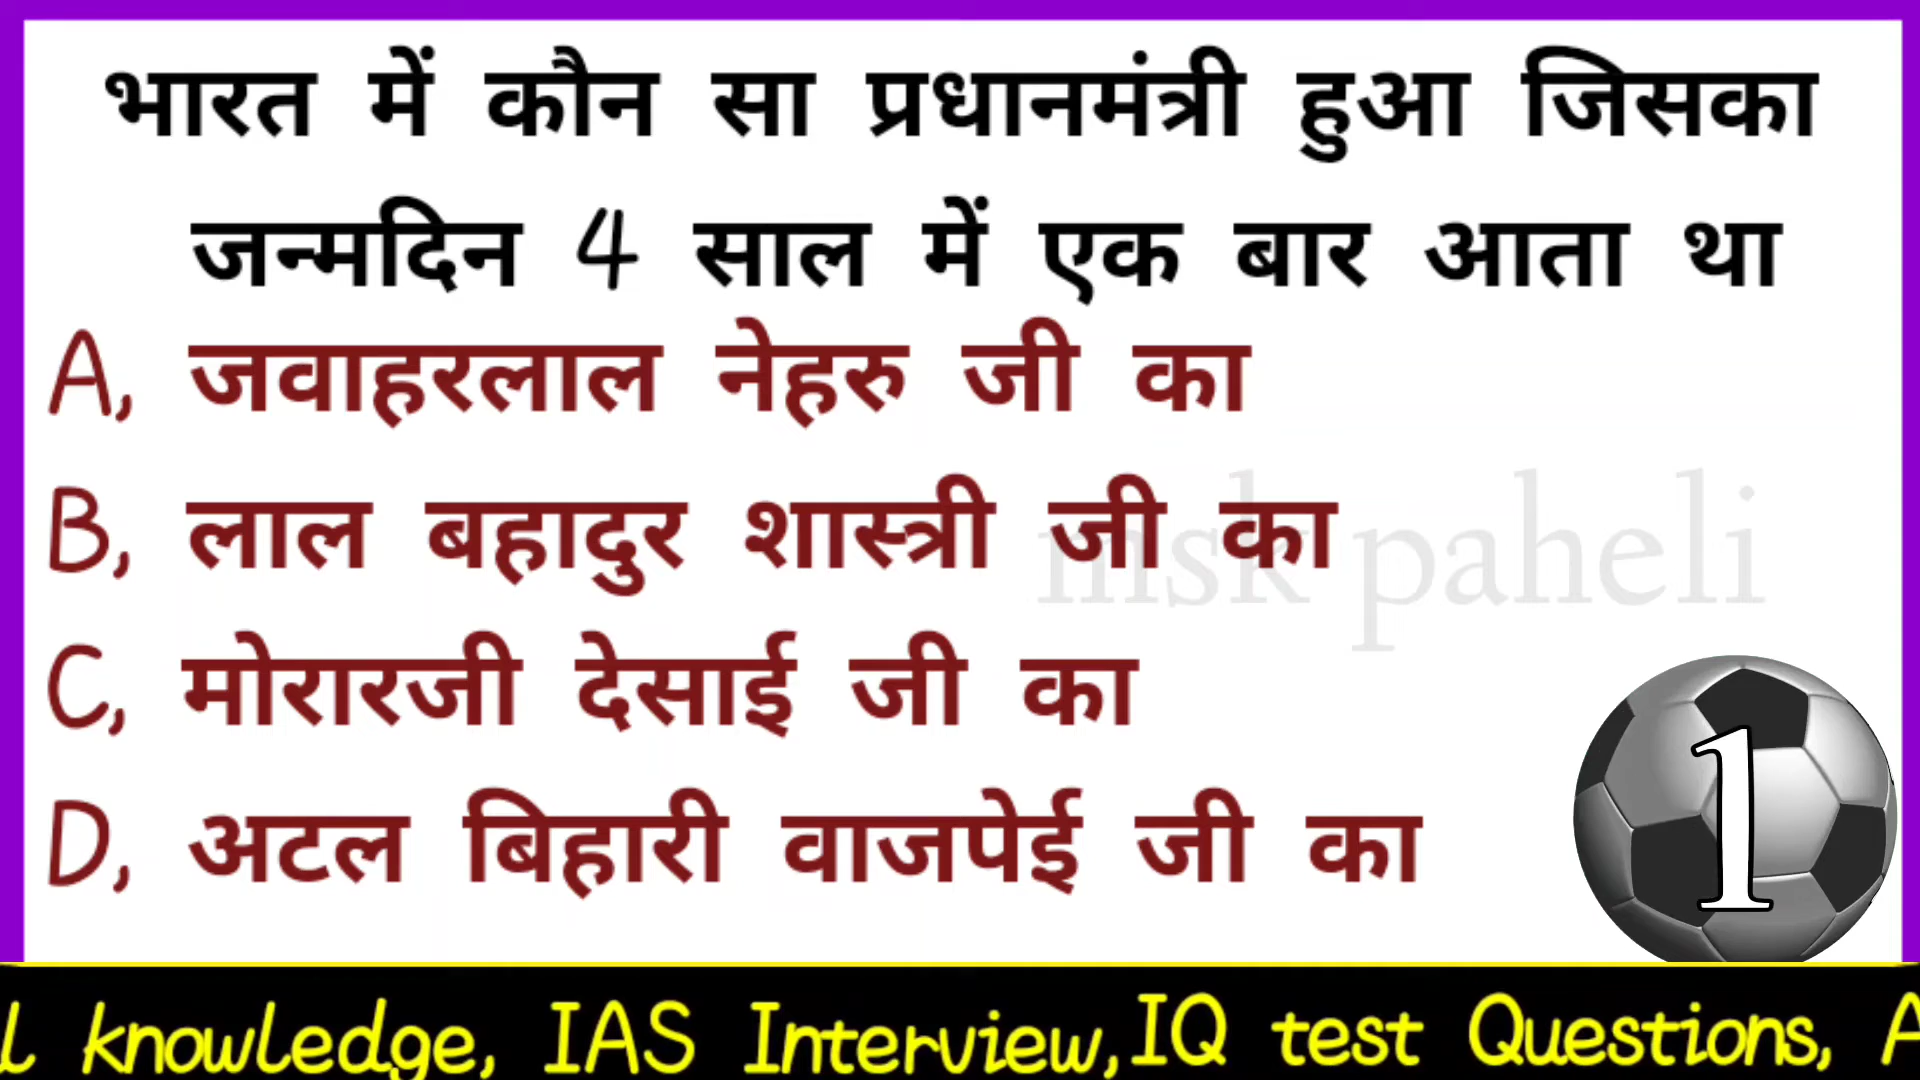 भारत में कौन सा प्रधानमंत्री हुआ जिसका
जन्मदिन 4 साल में एक बार आता था
A, जवाहरलाल नेहरु जी का
B, लाल बहादुर शास्त्री जी का
msk paheli
C, मोरारजी देसाई जी का
D, अटल बिहारी वाजपेई जी का
1
l knowledge, IAS Interview, IQ test Questions, A